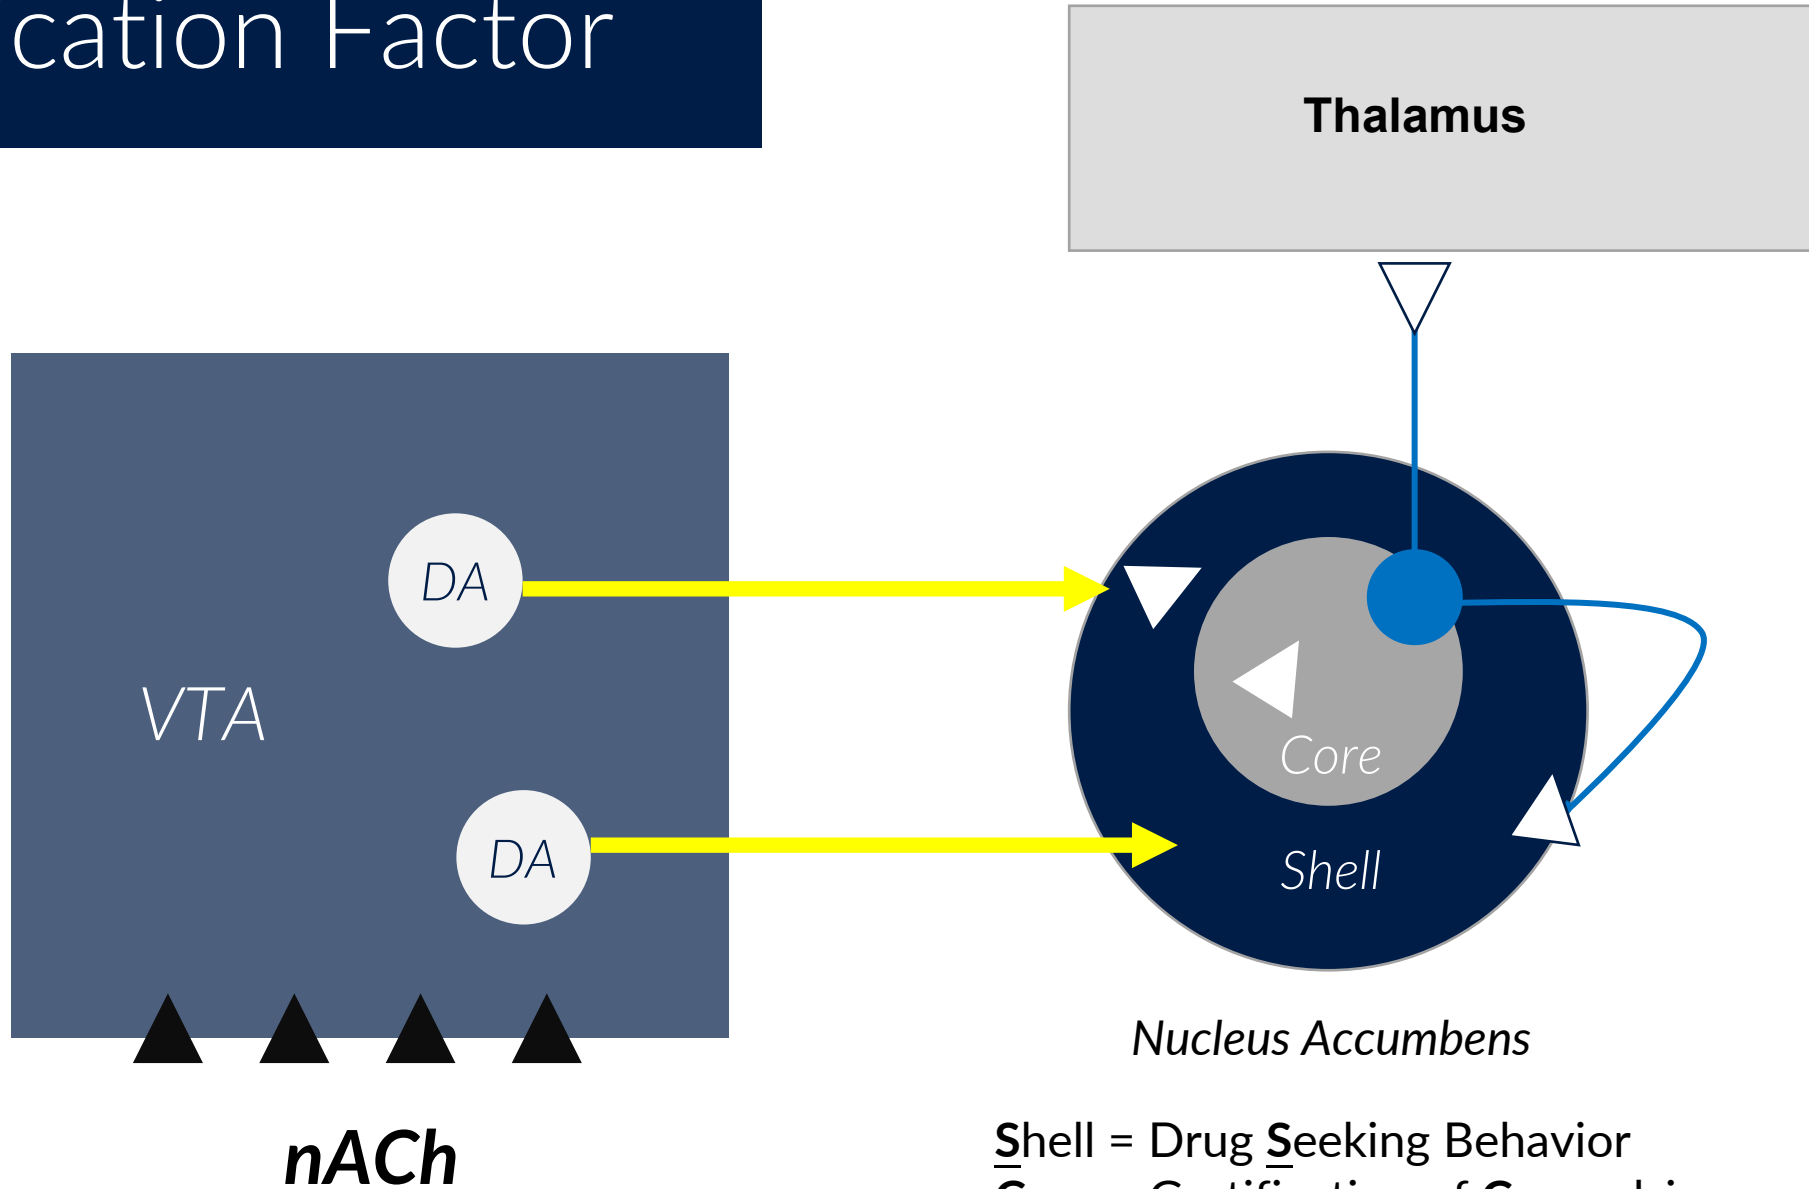 cation Factor
Thalamus
DA
VTA
DA
Core
Shell
Nucleus Accumbens
nACh
Shell = Drug Seeking Behavior